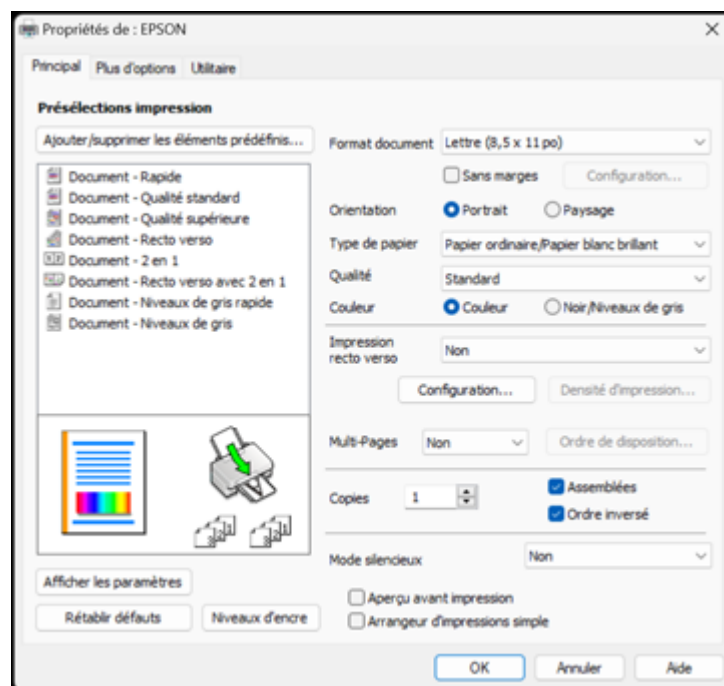 Propriétés de : EPSON
Principal
Plus d'options
Utilitaire
Présélections impression
Ajouter/supprimer les éléments prédéfinis...
Document - Rapide
Document - Qualité standard
Document - Qualité supérieure
Document - Recto verso
Document - 2 en 1
Document - Recto verso avec 2 en 1
Document - Niveaux de gris rapide
Document - Niveaux de gris
Afficher les paramètres
Rétablir défauts
Niveaux d'encre
Format document
Lettre (8,5 x 11 po)
Sans marges
Configuration...
Orientation
Portrait
Paysage
Type de papier
Papier ordinaire/Papier blanc brillant
Qualité
Standard
Couleur
Couleur
Noir/Niveaux de gris
Impression
recto verso
Non
Configuration...
Densité d'impression...
Multi-Pages
Non
Ordre de disposition...
Copies
1
Assemblées
Ordre inversé
Mode silencieux
Non
Aperçu avant impression
Arrangeur d'impressions simple
OK
Annuler
Aide